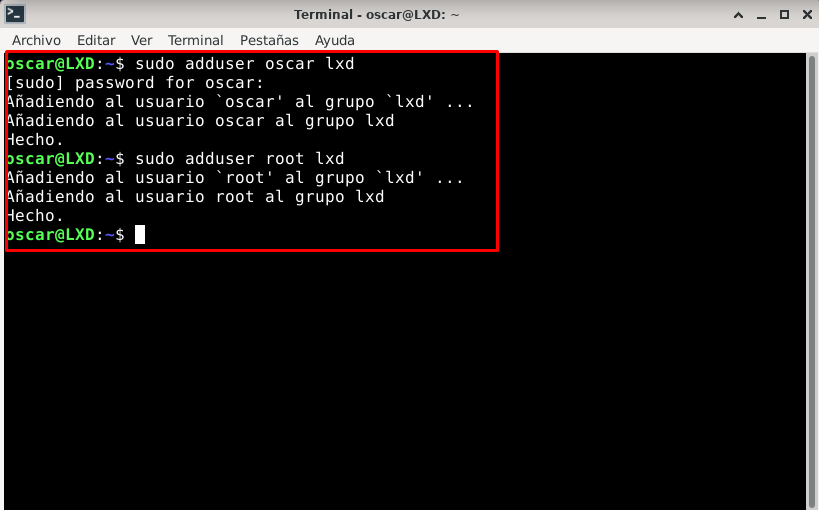 Terminal - oscar@LXD: ~
Archivo Editar Ver Terminal Pestañas Ayuda
oscar@LXD:~$ sudo adduser oscar lxd
[sudo] password for oscar:
Añadiendo al usuario `oscar' al grupo `lxd' ...
Añadiendo al usuario oscar al grupo lxd
Hecho.
oscar@LXD:~$ sudo adduser root lxd
Añadiendo al usuario `root' al grupo `lxd' ...
Añadiendo al usuario root al grupo lxd
Hecho.
oscar@LXD:~$